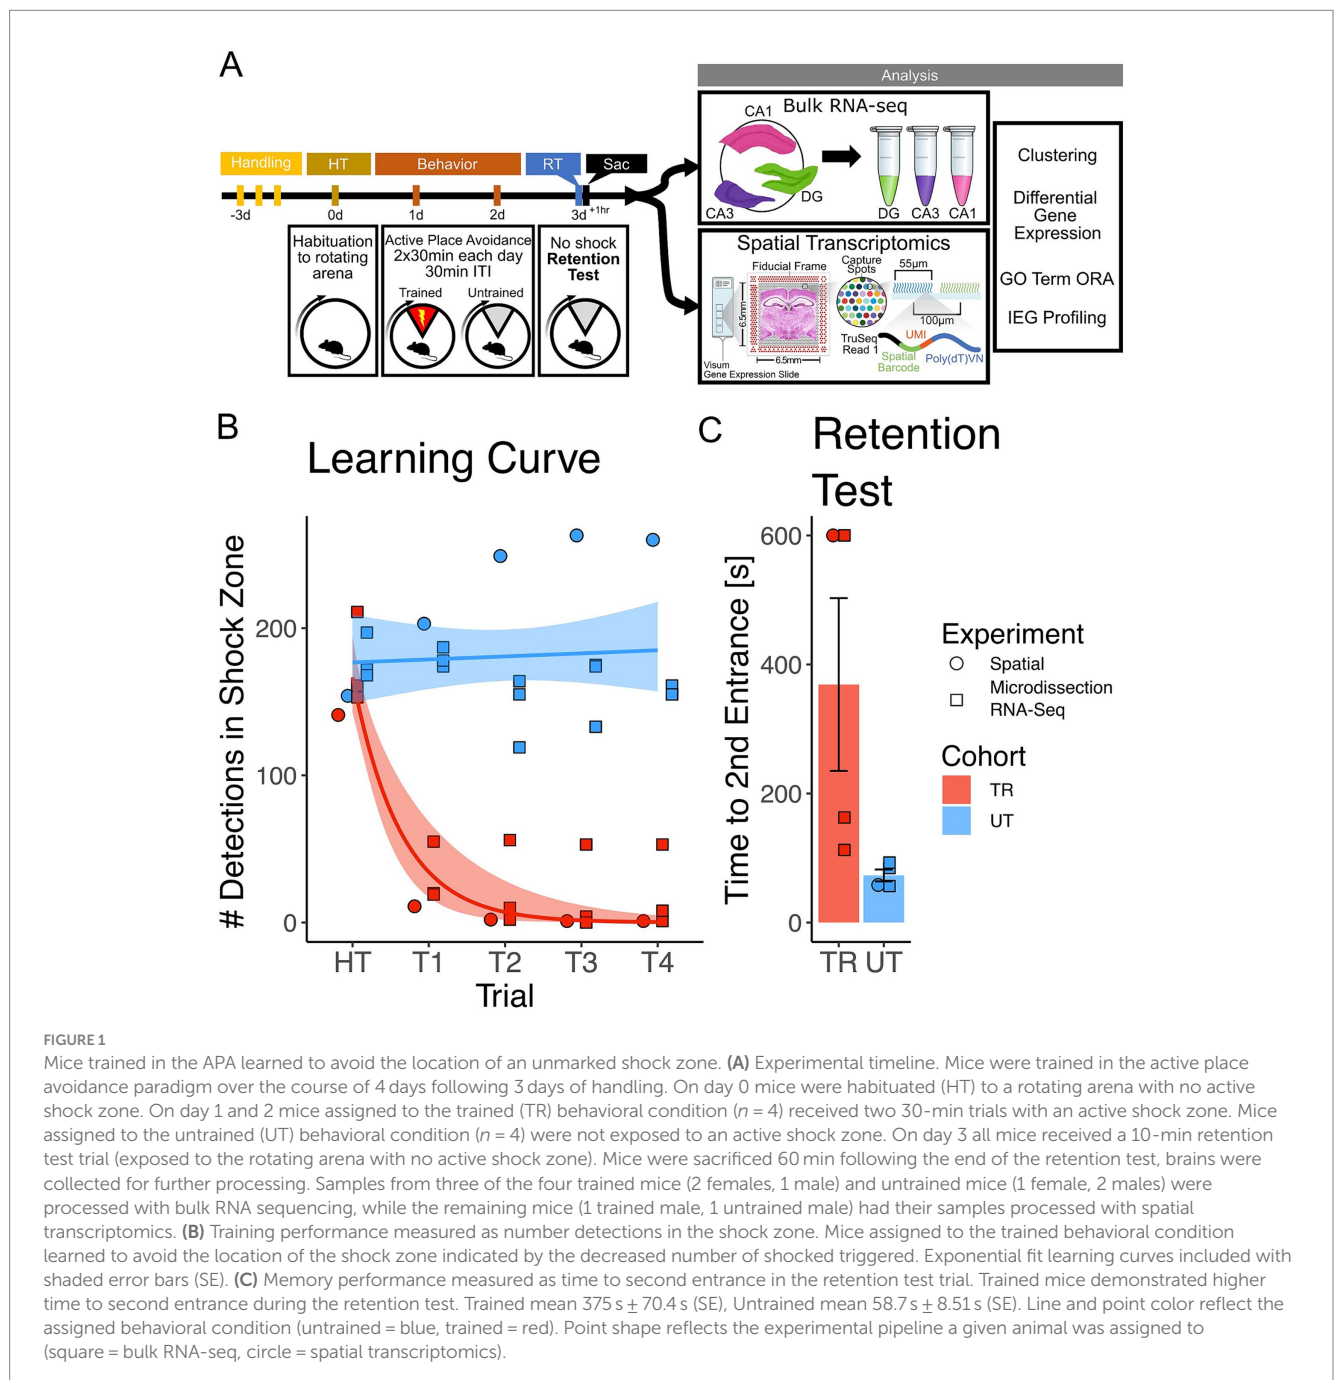 A
Analysis
Handling
HT
Behavior
RT
Sac
-3d
0d
1d
2d
3d
+1hr
Habituation
to rotating
arena
Active Place Avoidance
2x30min each day
30min ITI
Trained
Untrained
No shock
Retention
Test
Bulk RNA-seq
CA1
DG
CA3
DG
CA3
CA1
Spatial Transcriptomics
Fiducial Frame
Capture
Spots
55µm
6.5mm
6.5mm
100µm
Visum
Gene Expression Slide
TruSeq
Read 1
UMI
Spatial
Barcode
Poly(dT)VN
Clustering
Differential
Gene
Expression
GO Term ORA
IEG Profiling
B
Learning Curve
# Detections in Shock Zone
200
100
0
HT
T1
T2
T3
T4
Trial
C
Retention
Test
Time to 2nd Entrance [s]
600
400
200
0
TR
UT
Experiment
Spatial
Microdissection
RNA-Seq
Cohort
TR
UT
FIGURE 1
Mice trained in the APA learned to avoid the location of an unmarked shock zone. (A) Experimental timeline. Mice were trained in the active place
avoidance paradigm over the course of 4 days following 3 days of handling. On day 0 mice were habituated (HT) to a rotating arena with no active
shock zone. On day 1 and 2 mice assigned to the trained (TR) behavioral condition (n = 4) received two 30-min trials with an active shock zone. Mice
assigned to the untrained (UT) behavioral condition (n = 4) were not exposed to an active shock zone. On day 3 all mice received a 10-min retention
test trial (exposed to the rotating arena with no active shock zone). Mice were sacrificed 60 min following the end of the retention test, brains were
collected for further processing. Samples from three of the four trained mice (2 females, 1 male) and untrained mice (1 female, 2 males) were
processed with bulk RNA sequencing, while the remaining mice (1 trained male, 1 untrained male) had their samples processed with spatial
transcriptomics. (B) Training performance measured as number detections in the shock zone. Mice assigned to the trained behavioral condition
learned to avoid the location of the shock zone indicated by the decreased number of shocked triggered. Exponential fit learning curves included with
shaded error bars (SE). (C) Memory performance measured as time to second entrance in the retention test trial. Trained mice demonstrated higher
time to second entrance during the retention test. Trained mean 375 s ± 70.4 s (SE), Untrained mean 58.7 s ± 8.51 s (SE). Line and point color reflect the
assigned behavioral condition (untrained = blue, trained = red). Point shape reflects the experimental pipeline a given animal was assigned to
(square = bulk RNA-seq, circle = spatial transcriptomics).